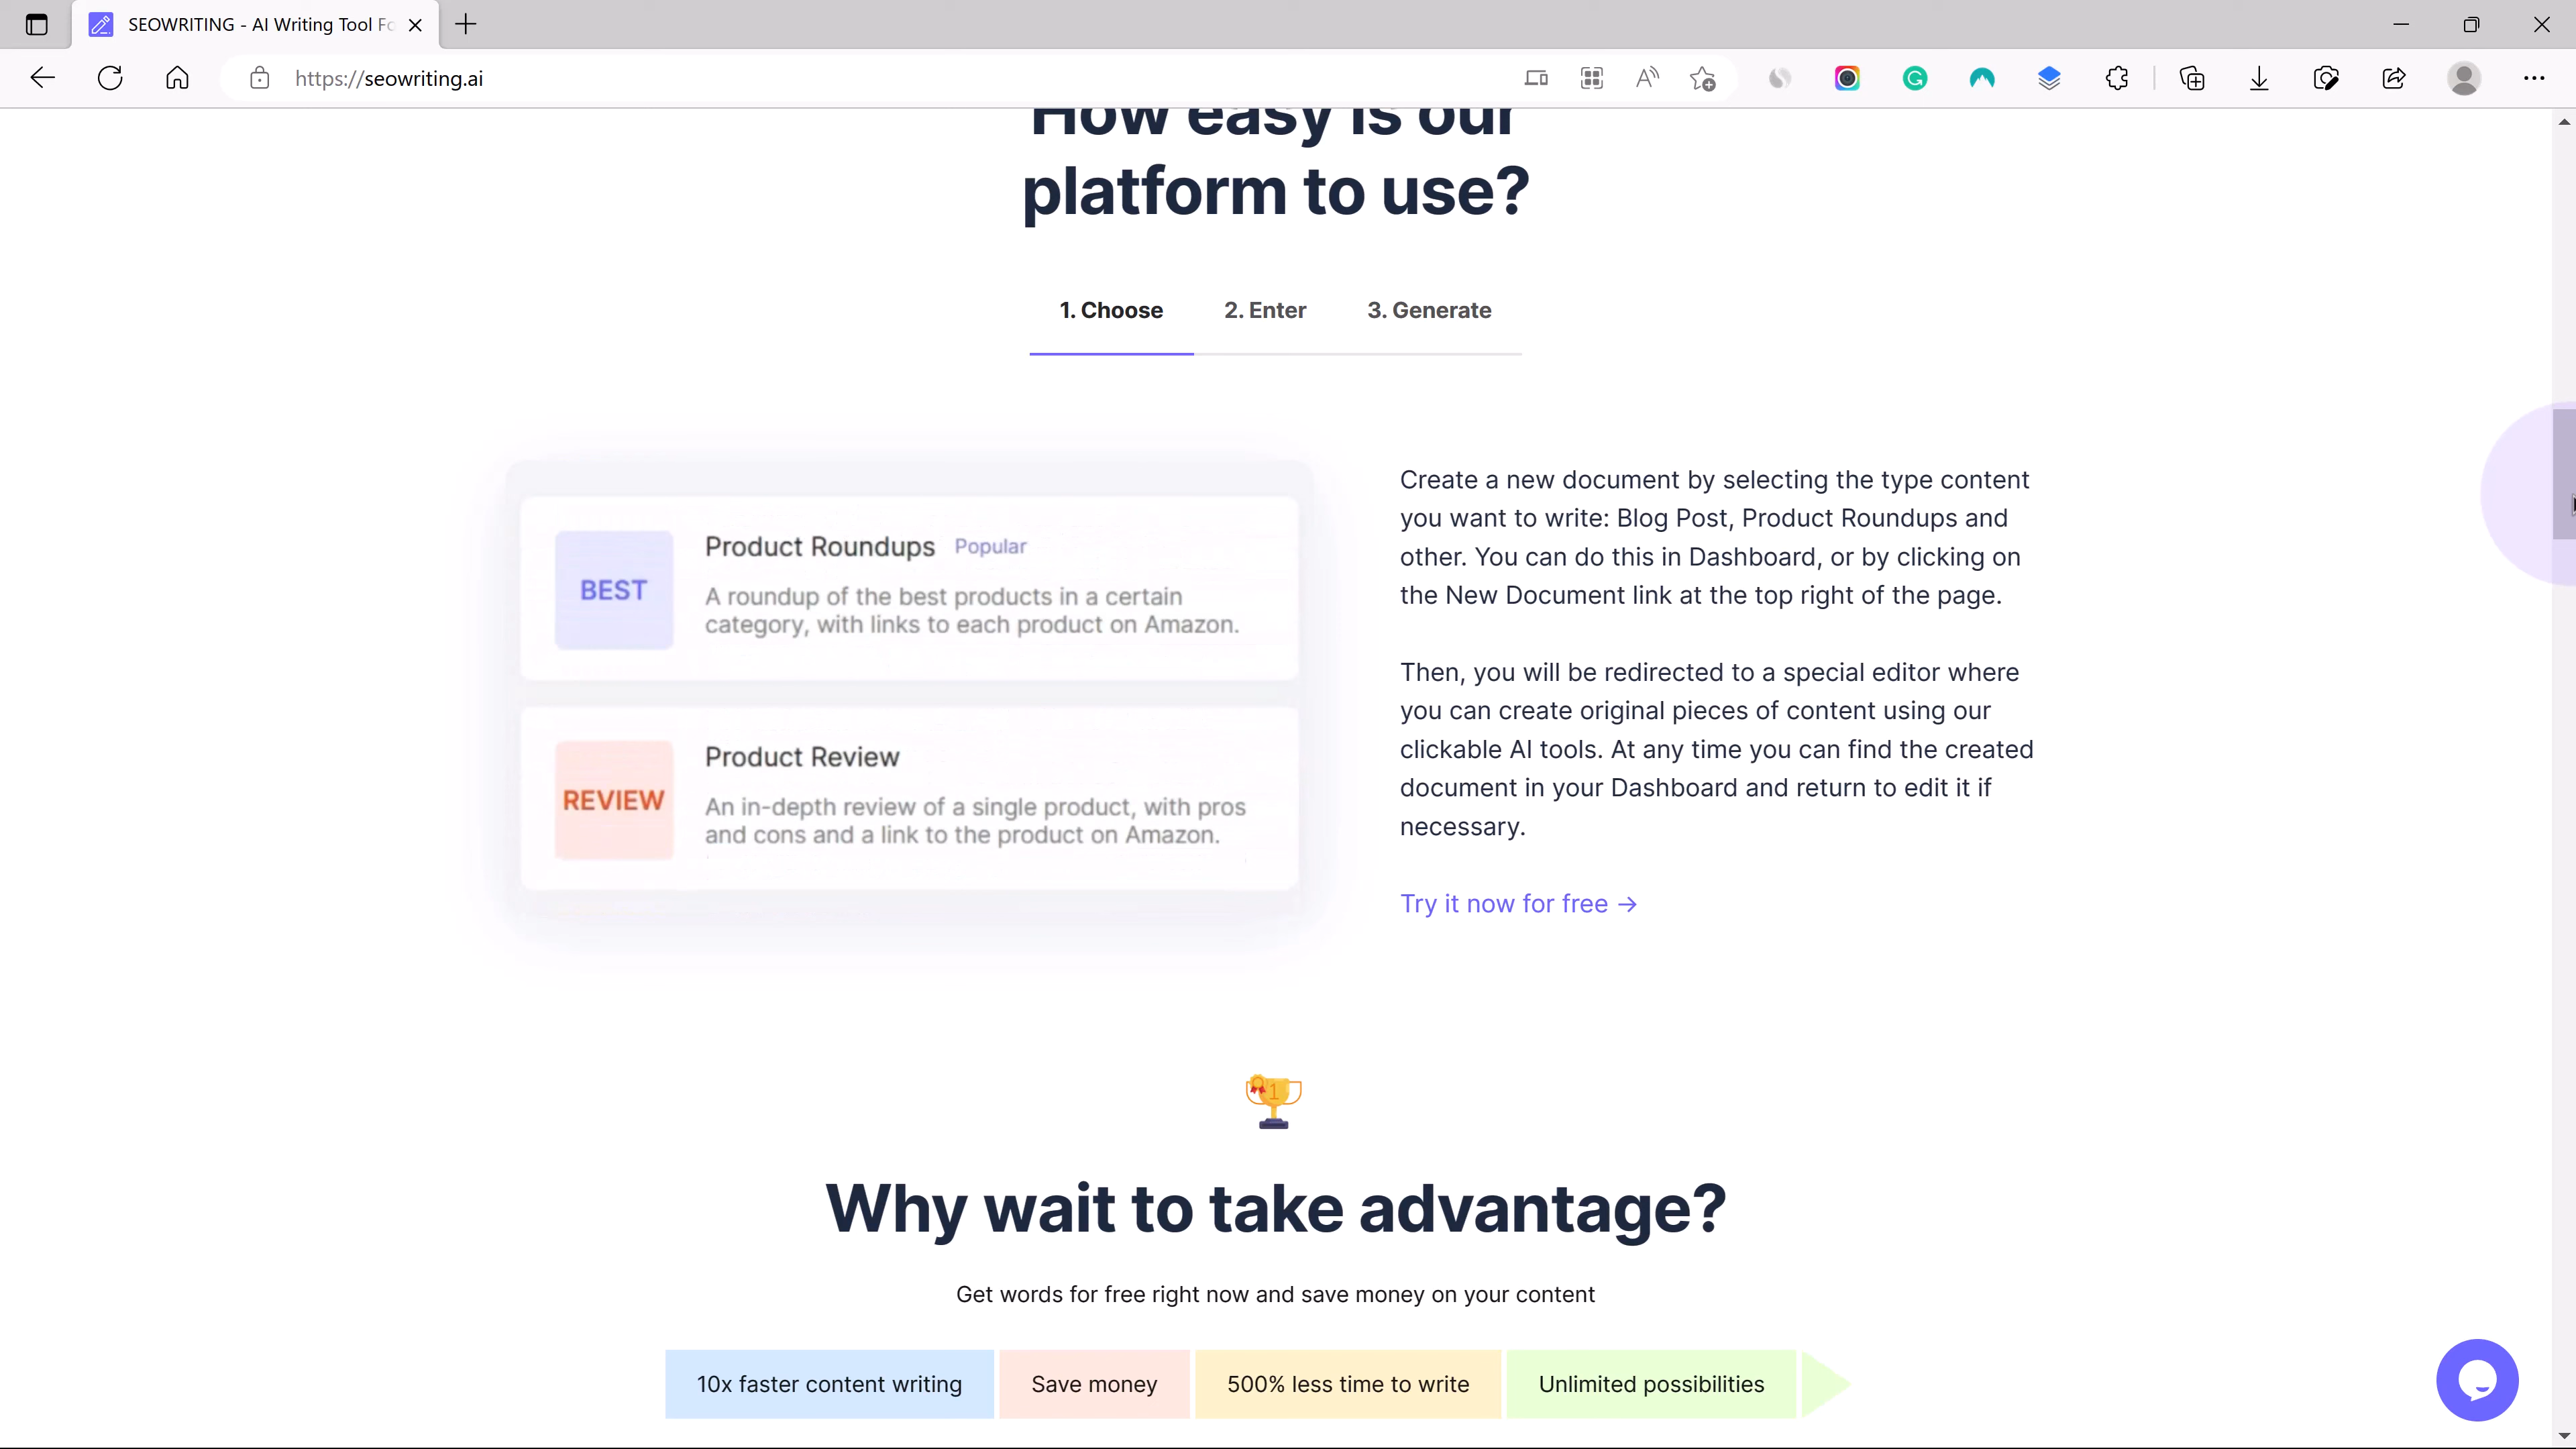 SEOWRITING - AI Writing Tool Fo
https://seowriting.ai
How easy is our
platform to use?
1. Choose 2. Enter 3. Generate
BEST
Product Roundups Popular
A roundup of the best products in a certain
category, with links to each product on Amazon.
REVIEW
Product Review
An in-depth review of a single product, with pros
and cons and a link to the product on Amazon.
Create a new document by selecting the type content
you want to write: Blog Post, Product Roundups and
other. You can do this in Dashboard, or by clicking on
the New Document link at the top right of the page.
Then, you will be redirected to a special editor where
you can create original pieces of content using our
clickable AI tools. At any time you can find the created
document in your Dashboard and return to edit it if
necessary.
Try it now for free →
1
Why wait to take advantage?
Get words for free right now and save money on your content
10x faster content writing Save money 500% less time to write Unlimited possibilities